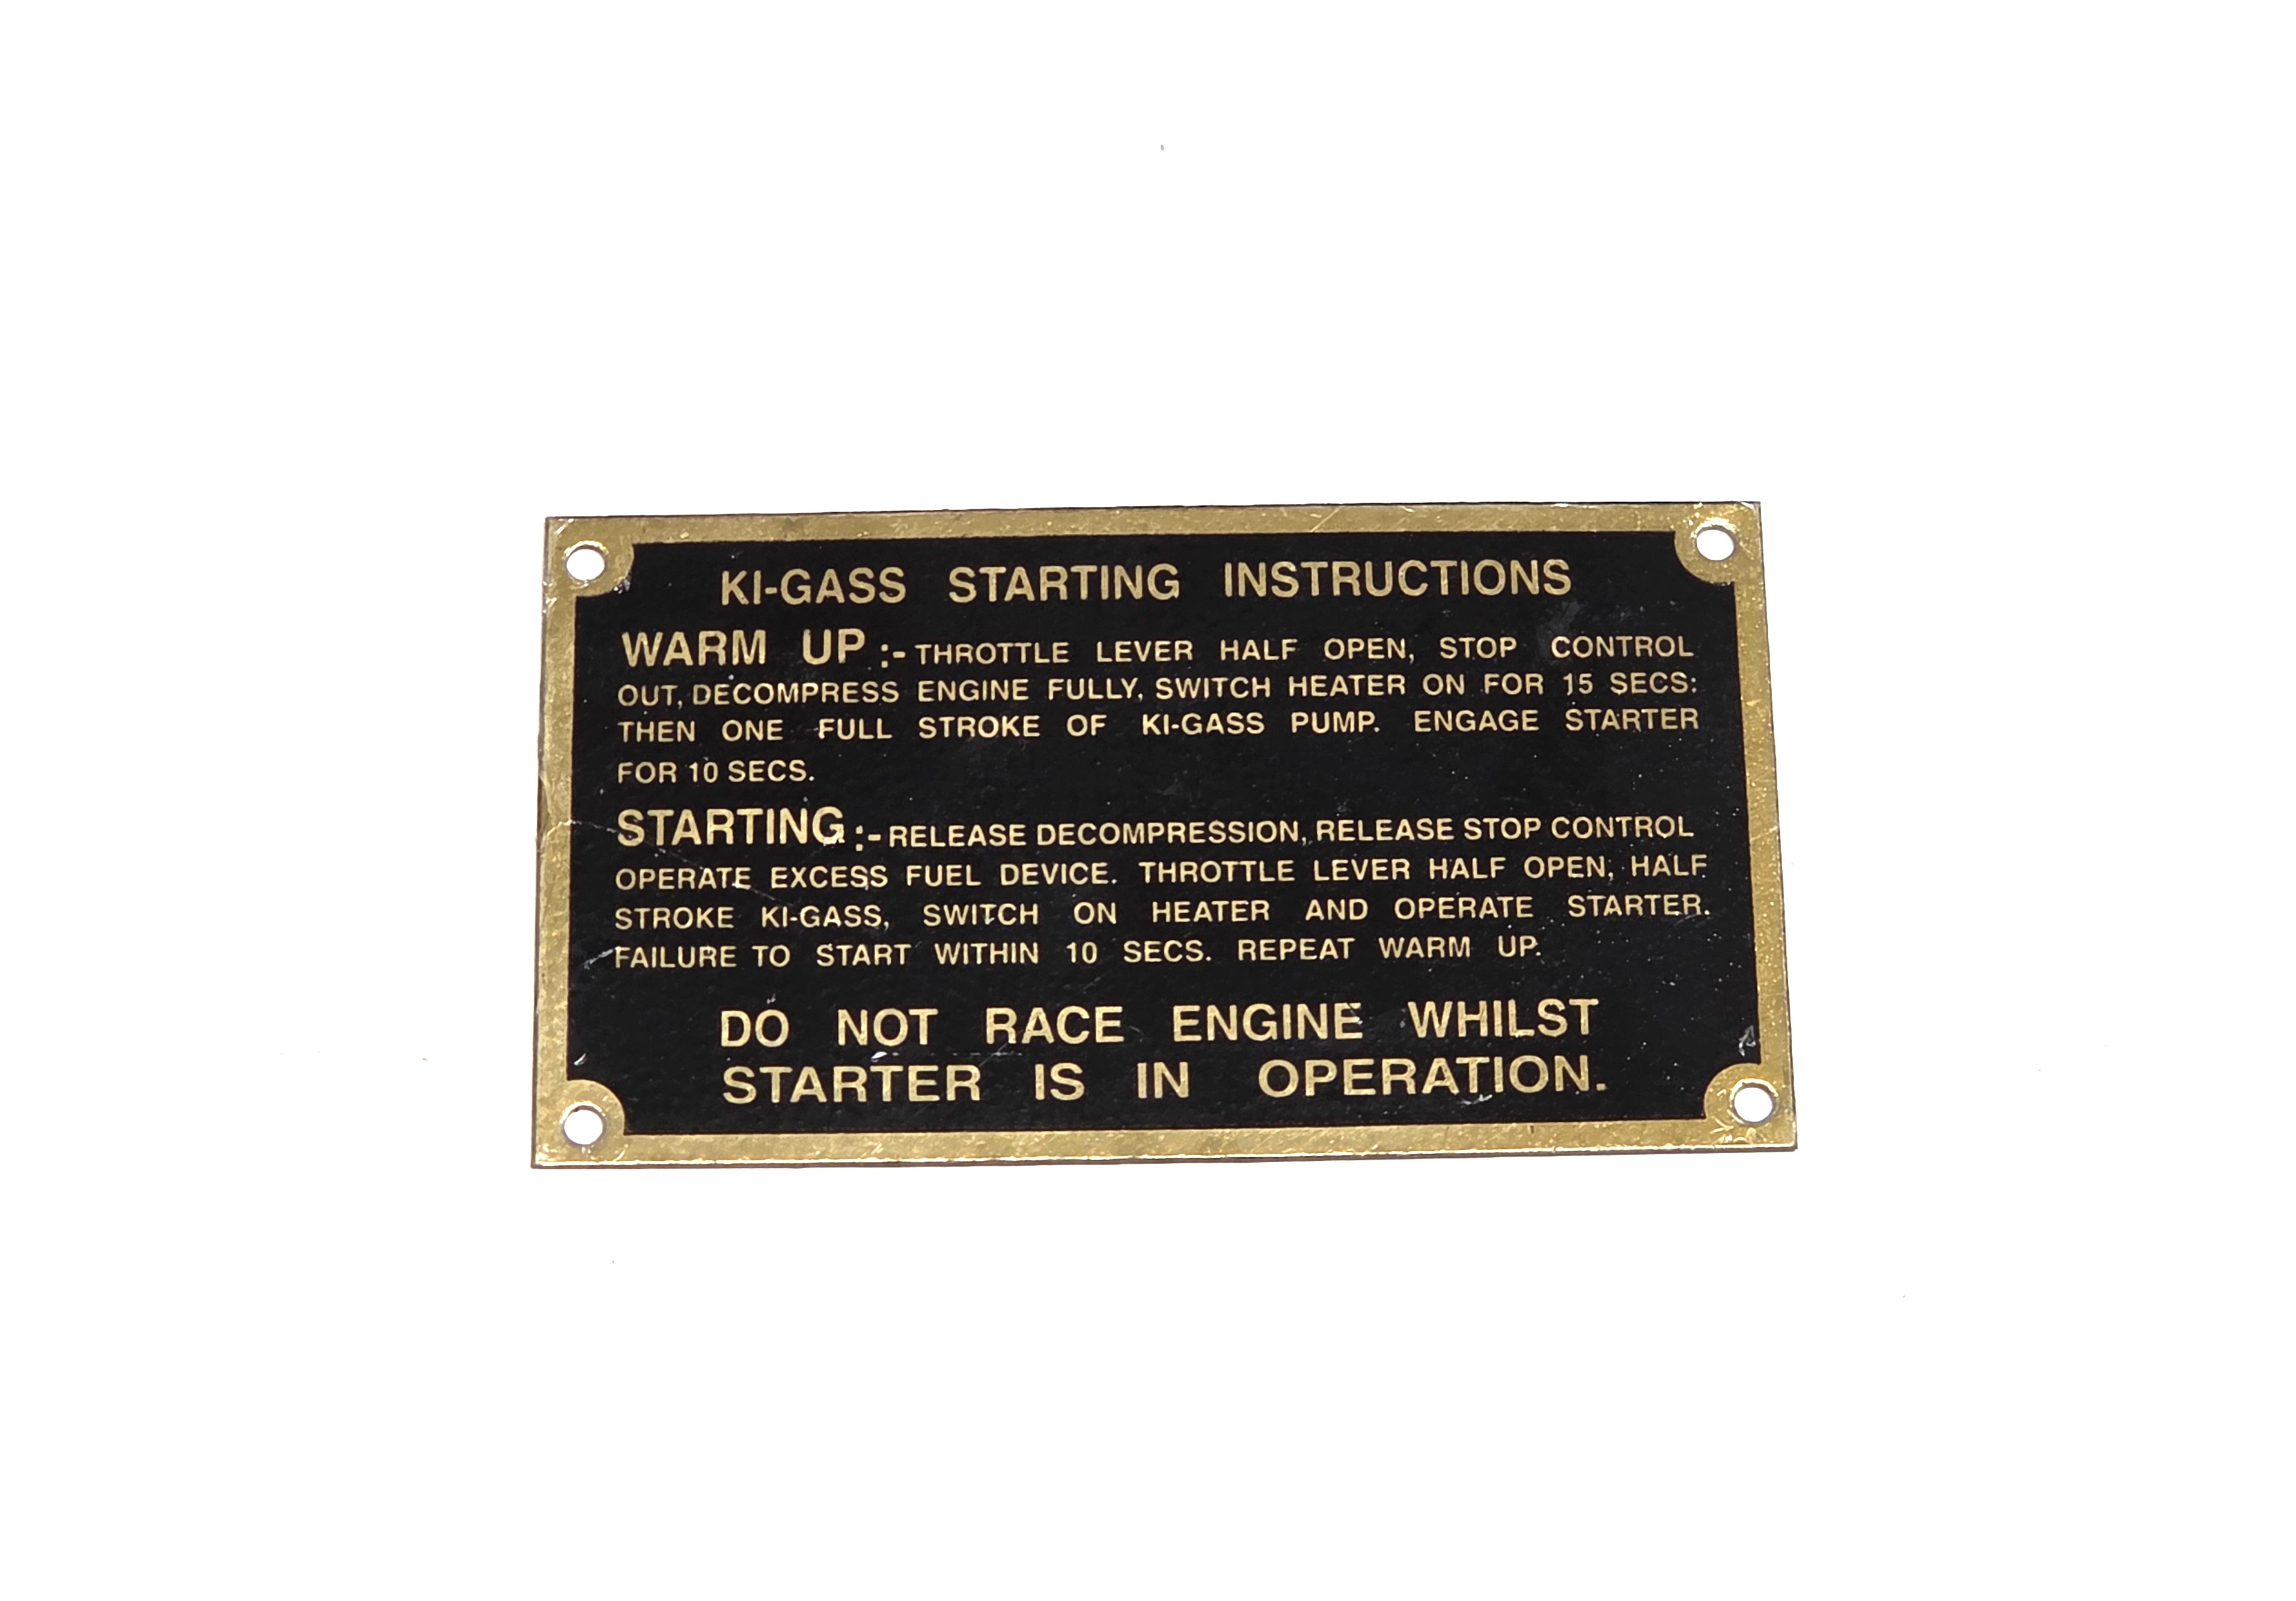 KI-GASS STARTING INSTRUCTIONS
WARM UP :- THROTTLE LEVER HALF OPEN, STOP CONTROL
OUT, DECOMPRESS ENGINE FULLY, SWITCH HEATER ON FOR 15 SECS:
THEN ONE FULL STROKE OF KI-GASS PUMP. ENGAGE STARTER
FOR 10 SECS.
STARTING :- RELEASE DECOMPRESSION, RELEASE STOP CONTROL
OPERATE EXCESS FUEL DEVICE. THROTTLE LEVER HALF OPEN, HALF
STROKE KI-GASS, SWITCH ON HEATER AND OPERATE STARTER.
FAILURE TO START WITHIN 10 SECS. REPEAT WARM UP.
DO NOT RACE ENGINE WHILST
STARTER IS IN OPERATION.